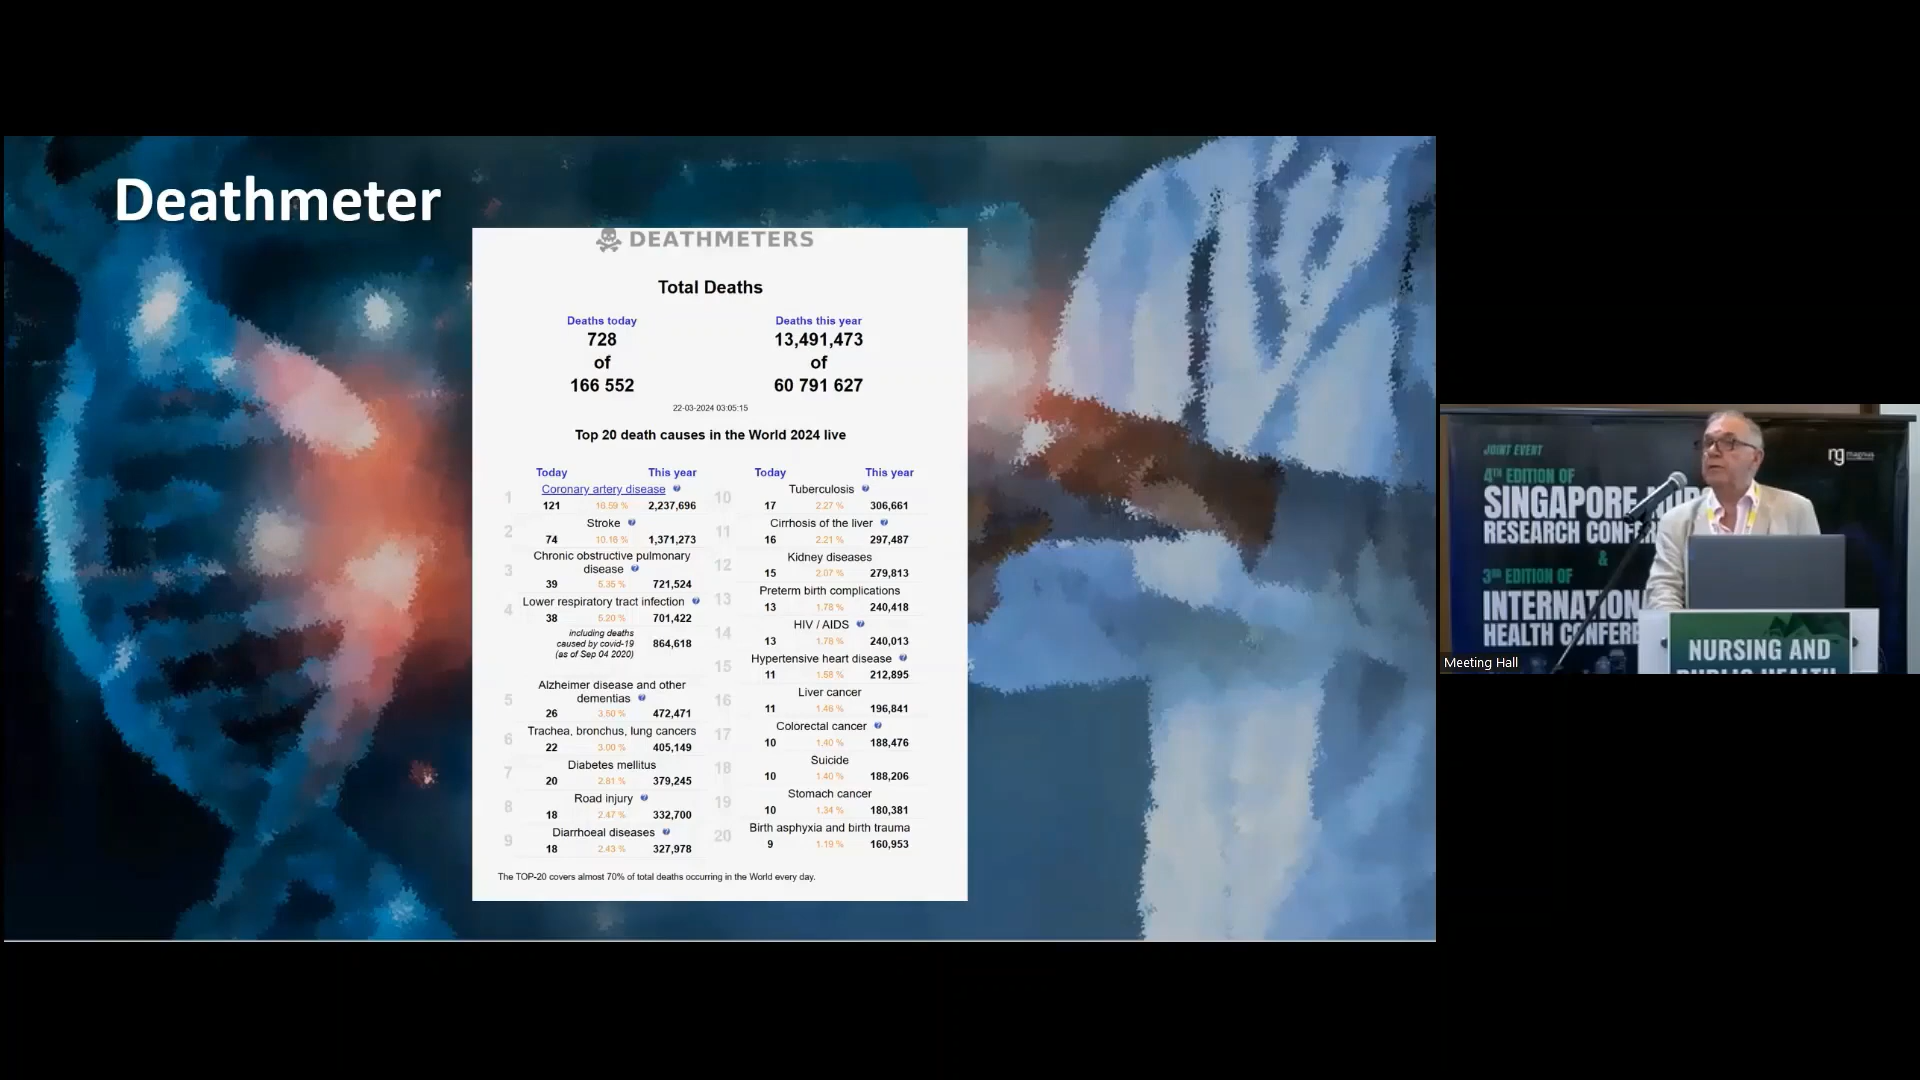 Deathmeter
DEATHMETERS
Total Deaths
Deaths today
728
of
166 552
Deaths this year
13,491,473
of
60 791 627
22-03-2024 03:05:15
Top 20 death causes in the World 2024 live
Today This year
1
Coronary artery disease
121 16.59 % 2,237,696
2
Stroke
74 10.16 % 1,371,273
3
Chronic obstructive pulmonary
disease
39 5.35 % 721,524
4
Lower respiratory tract infection
38 5.20 % 701,422
including deaths
caused by covid-19
(as of Sep 04 2020)
864,618
5
Alzheimer disease and other
dementias
26 3.50 % 472,471
6
Trachea, bronchus, lung cancers
22 3.00 % 405,149
7
Diabetes mellitus
20 2.81 % 379,245
8
Road injury
18 2.47 % 332,700
9
Diarrhoeal diseases
18 2.43 % 327,978
Today This year
10
Tuberculosis
17 2.27 % 306,661
11
Cirrhosis of the liver
16 2.21 % 297,487
12
Kidney diseases
15 2.07 % 279,813
13
Preterm birth complications
13 1.78 % 240,418
14
HIV / AIDS
13 1.78 % 240,013
15
Hypertensive heart disease
11 1.58 % 212,895
16
Liver cancer
11 1.46 % 196,841
17
Colorectal cancer
10 1.40 % 188,476
18
Suicide
10 1.40 % 188,206
19
Stomach cancer
10 1.34 % 180,381
20
Birth asphyxia and birth trauma
9 1.19 % 160,953
The TOP-20 covers almost 70% of total deaths occurring in the World every day.
JOINT EVENT
4TH EDITION OF
SINGAPORE NUR
RESEARCH CONFE
&
3RD EDITION OF
INTERNATION
HEALTH CONFERE
magnus
NURSING AND
PUBLIC HEALTH
Meeting Hall